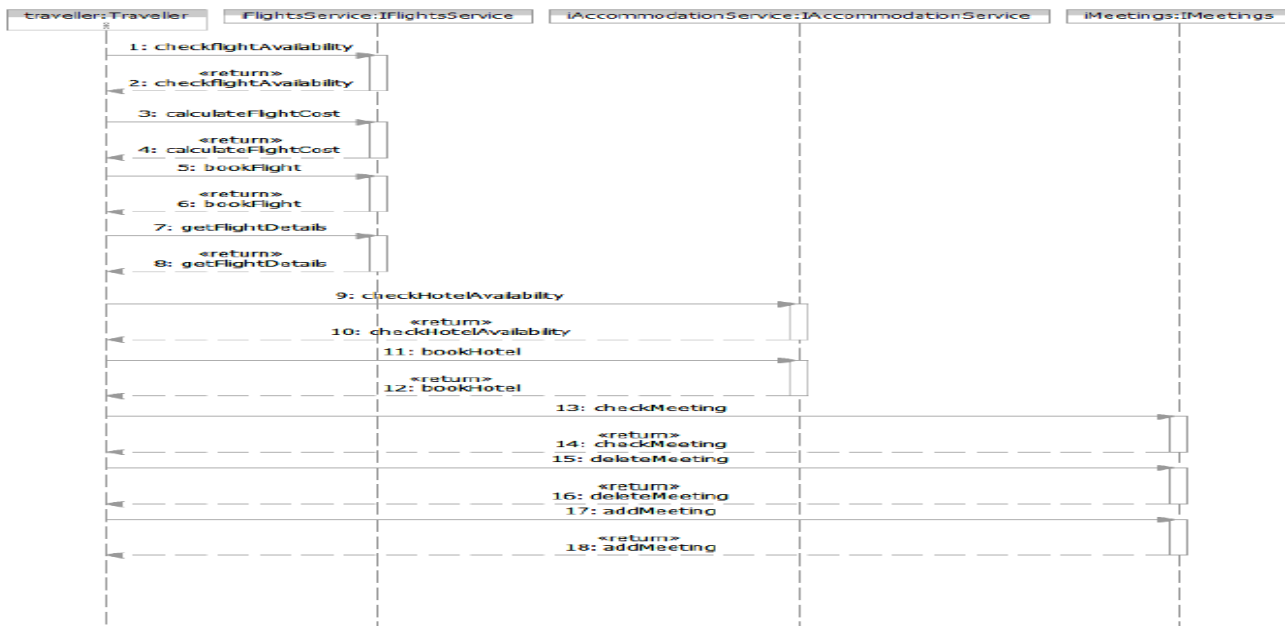 traveller:Traveller
iFlightsService:IFlightsService
iAccommodationService:IAccommodationService
iMeetings:IMeetings
1: checkflightAvailability
«return»
2: checkflightAvailability
3: calculateFlightCost
«return»
4: calculateFlightCost
5: bookFlight
«return»
6: bookFlight
7: getFlightDetails
«return»
8: getFlightDetails
9: checkHotelAvailability
«return»
10: checkHotelAvailability
11: bookHotel
«return»
12: bookHotel
13: checkMeeting
«return»
14: checkMeeting
15: deleteMeeting
«return»
16: deleteMeeting
17: addMeeting
«return»
18: addMeeting